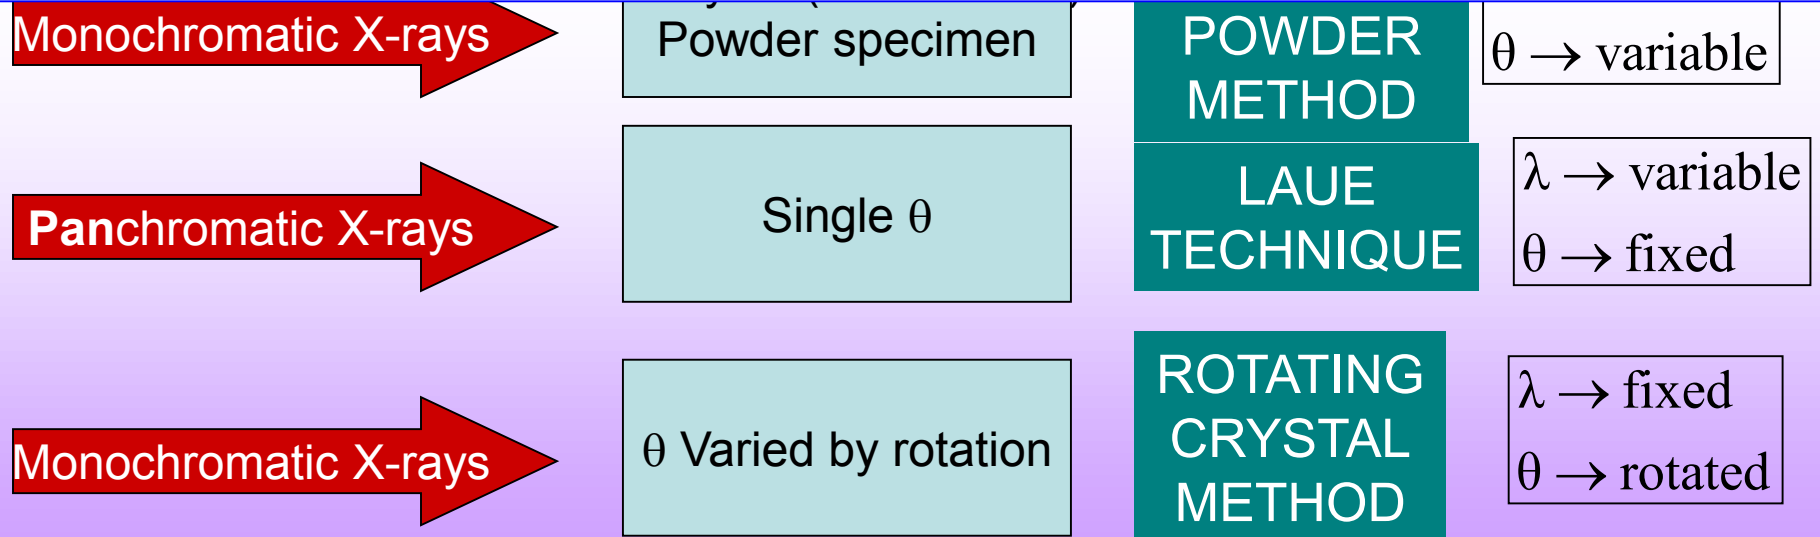 Monochromatic X-rays
Powder specimen
POWDER
METHOD
θ → variable
Panchromatic X-rays
Single θ
LAUE
TECHNIQUE
λ → variable
θ → fixed
Monochromatic X-rays
θ Varied by rotation
ROTATING
CRYSTAL
METHOD
λ → fixed
θ → rotated